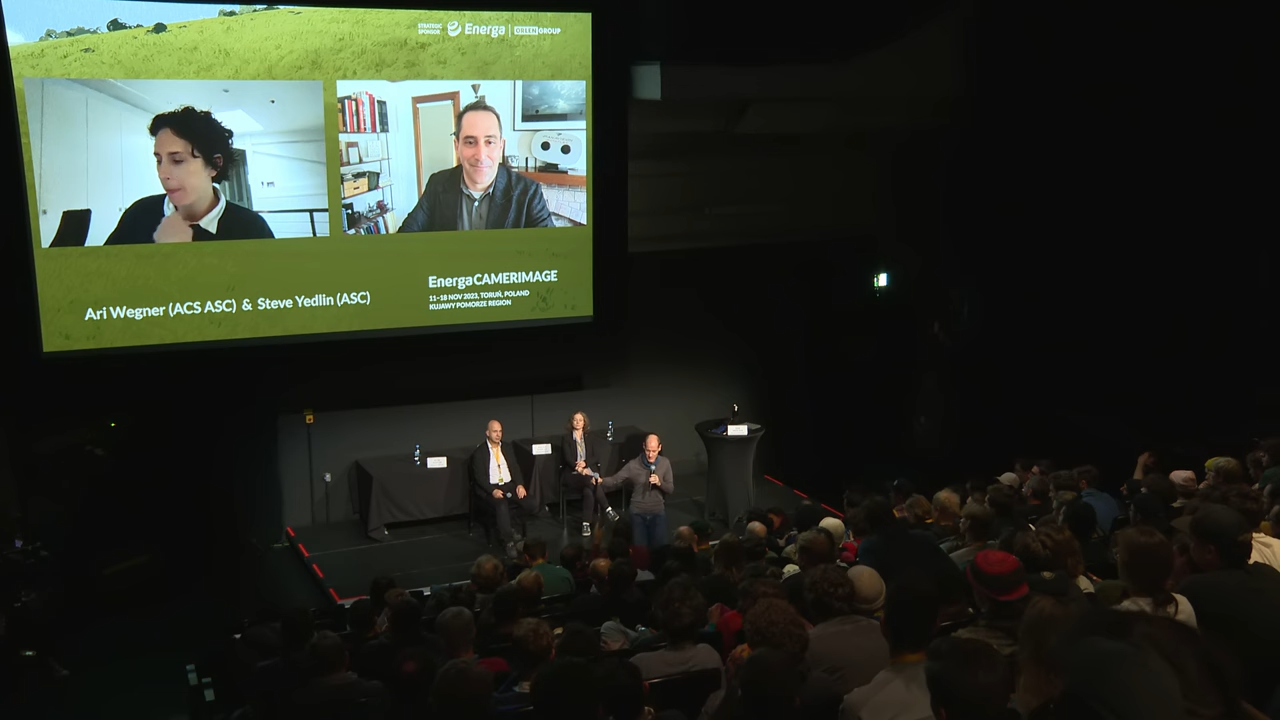 STRATEGIC SPONSOR
Energa
ORLEN GROUP
Ari Wegner (ACS ASC) & Steve Yedlin (ASC)
EnergaCAMERIMAGE
11-18 NOV 2023, TORUŃ, POLAND
KUJAWY POMORZE REGION